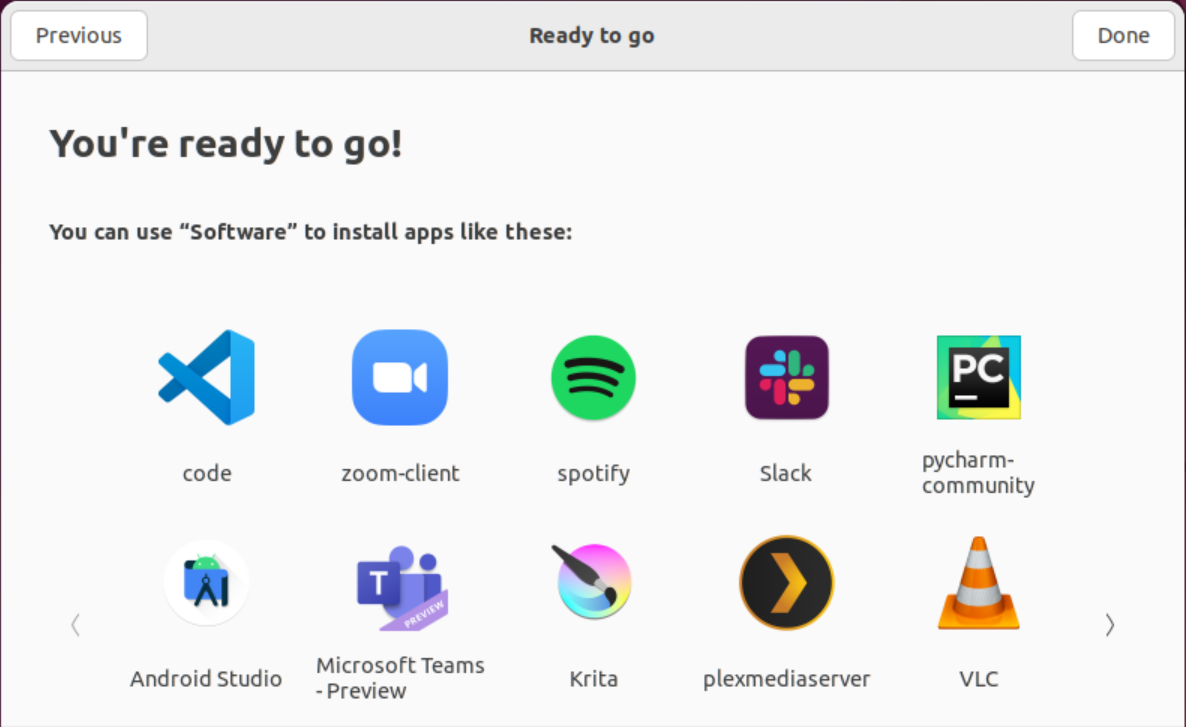 Previous
Ready to go
Done
You're ready to go!
You can use “Software” to install apps like these:
PC
code
zoom-client
spotify
Slack
pycharm-
community
T
PREVIEW
Android Studio
Microsoft Teams
- Preview
Krita
plexmediaserver
VLC